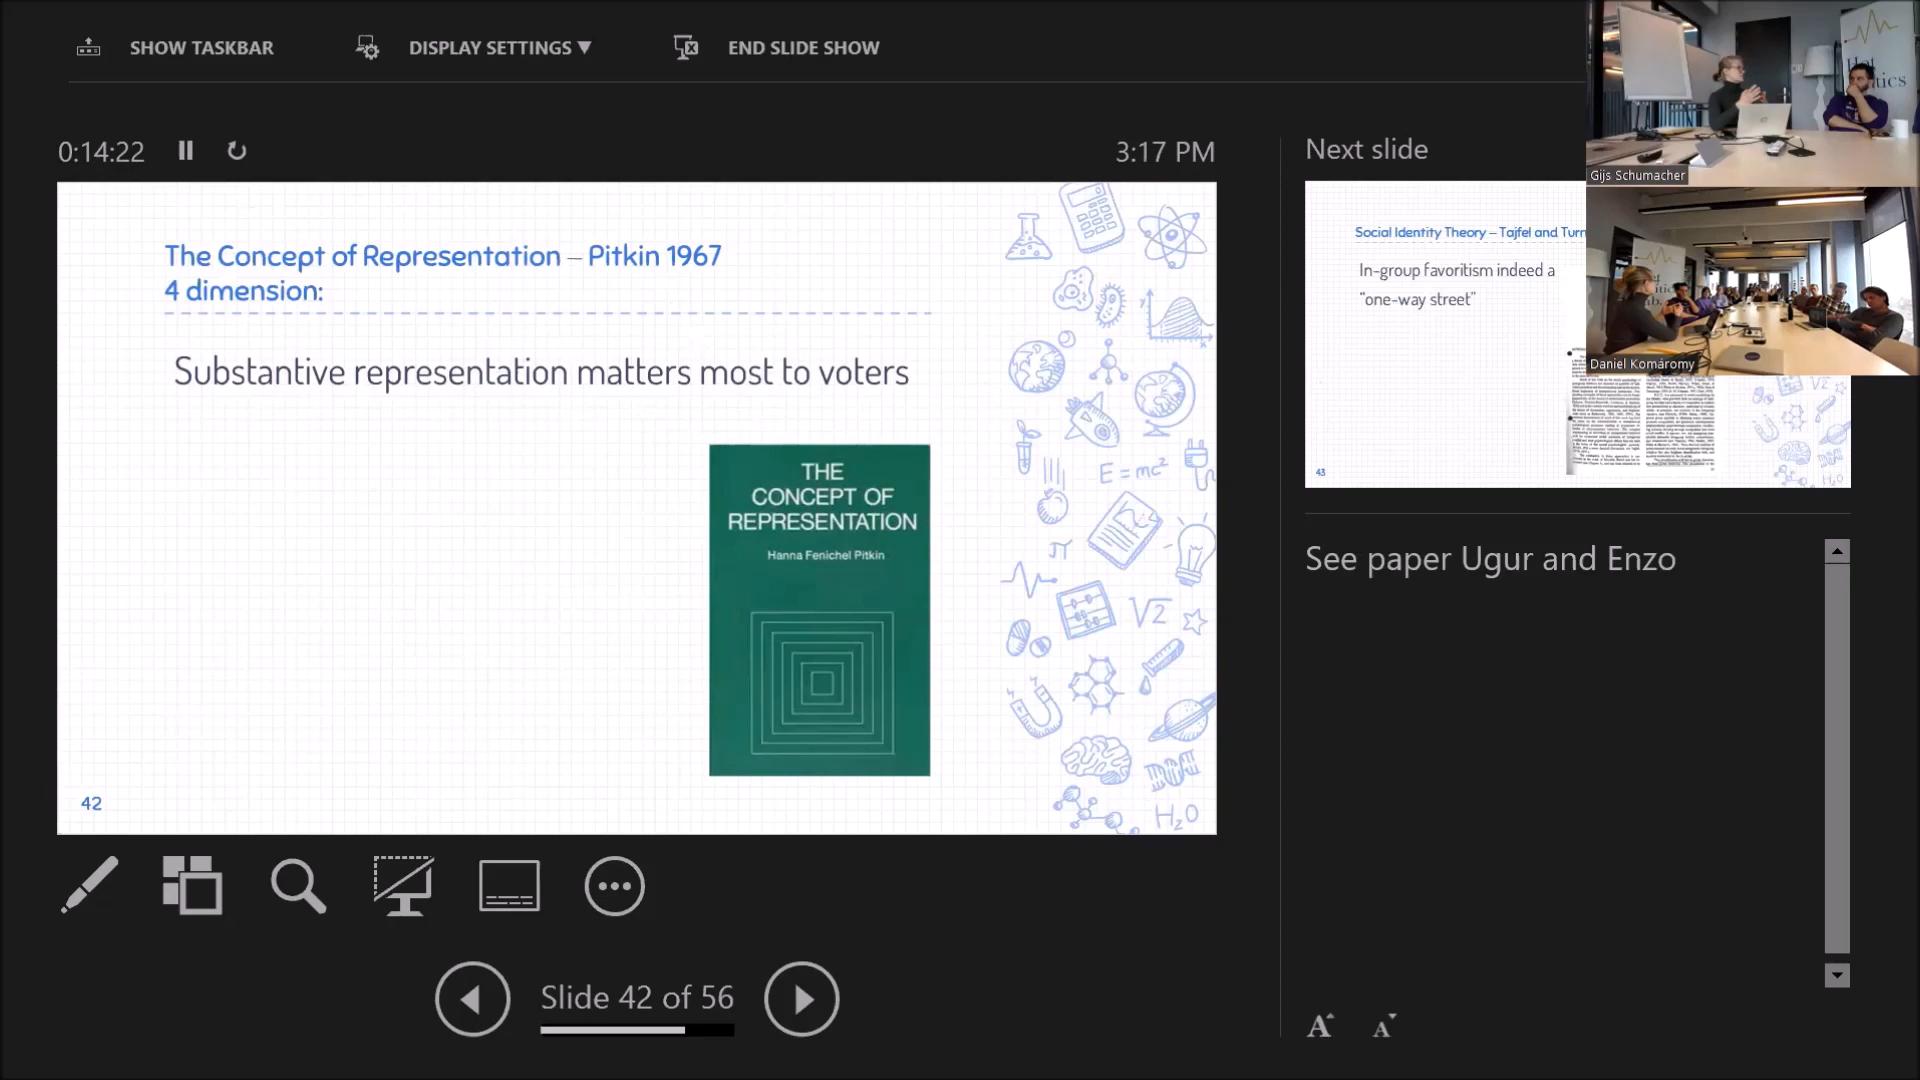 SHOW TASKBAR
DISPLAY SETTINGS ▼
END SLIDE SHOW
0:14:22
3:17 PM
The Concept of Representation – Pitkin 1967
4 dimension:
Substantive representation matters most to voters
THE
CONCEPT OF
REPRESENTATION
Hanna Fenichel Pitkin
E=mc²
π
√2
H₂O
42
Slide 42 of 56
Next slide
Social Identity Theory – Tajfel and Turn
In-group favoritism indeed a
"one-way street"
√2
H₂O
43
See paper Ugur and Enzo
A
A
Gijs Schumacher
Daniel Komáromy